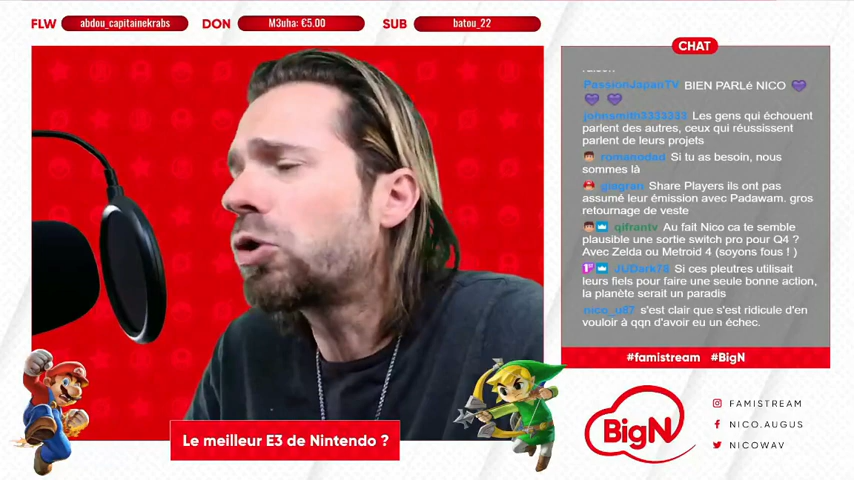 FLW abdou_capitainekrabs DON M3uha: €5.00 SUB batou_22
CHAT
PassionJapanTV BIEN PARLé NICO
johnsmith3333333 Les gens qui échouent
parlent des autres, ceux qui réussissent
parlent de leurs projets
romanodad Si tu as besoin, nous
sommes là
gingran Share Players ils ont pas
assumé leur émission avec Padawam. gros
retournage de veste
qifrantv Au fait Nico ca te semble
plausible une sortie switch pro pour Q4 ?
Avec Zelda ou Metroid 4 (soyons fous ! )
JUDark78 Si ces pleutres utilisait
leurs fiels pour faire une seule bonne action,
la planète serait un paradis
nico_u67 s'est clair que s'est ridicule d'en
vouloir à qqn d'avoir eu un échec.
#famistream #BigN
Le meilleur E3 de Nintendo ?
BigN
FAMISTREAM
NICO.AUGUS
NICOWAV